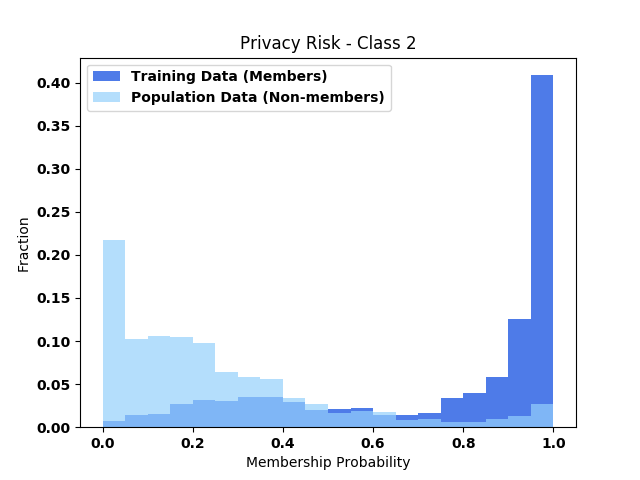 Privacy Risk - Class 2
Training Data (Members)
Population Data (Non-members)
0.40
0.35
0.30
0.25
0.20
0.15
0.10
0.05
0.00
Fraction
0.0 0.2 0.4 0.6 0.8 1.0
Membership Probability